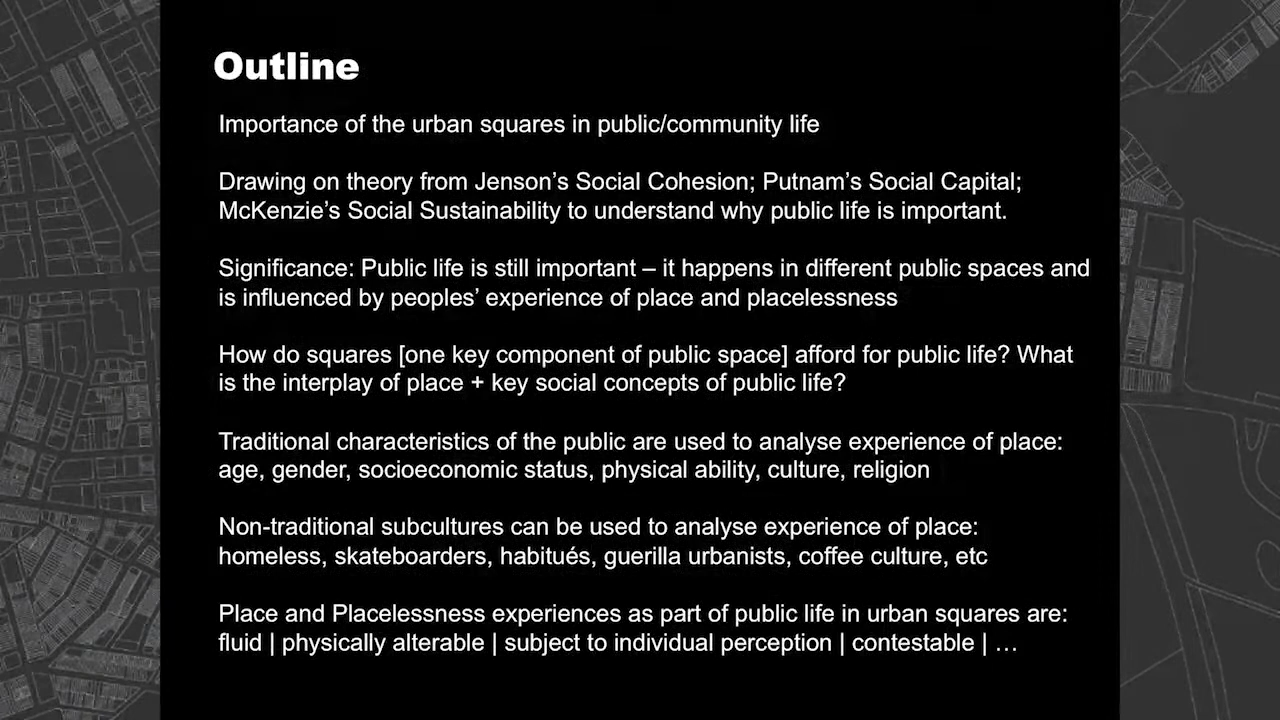 Outline
Importance of the urban squares in public/community life
Drawing on theory from Jenson’s Social Cohesion; Putnam’s Social Capital;
McKenzie’s Social Sustainability to understand why public life is important.
Significance: Public life is still important – it happens in different public spaces and
is influenced by peoples’ experience of place and placelessness
How do squares [one key component of public space] afford for public life? What
is the interplay of place + key social concepts of public life?
Traditional characteristics of the public are used to analyse experience of place:
age, gender, socioeconomic status, physical ability, culture, religion
Non-traditional subcultures can be used to analyse experience of place:
homeless, skateboarders, habitués, guerilla urbanists, coffee culture, etc
Place and Placelessness experiences as part of public life in urban squares are:
fluid | physically alterable | subject to individual perception | contestable | …